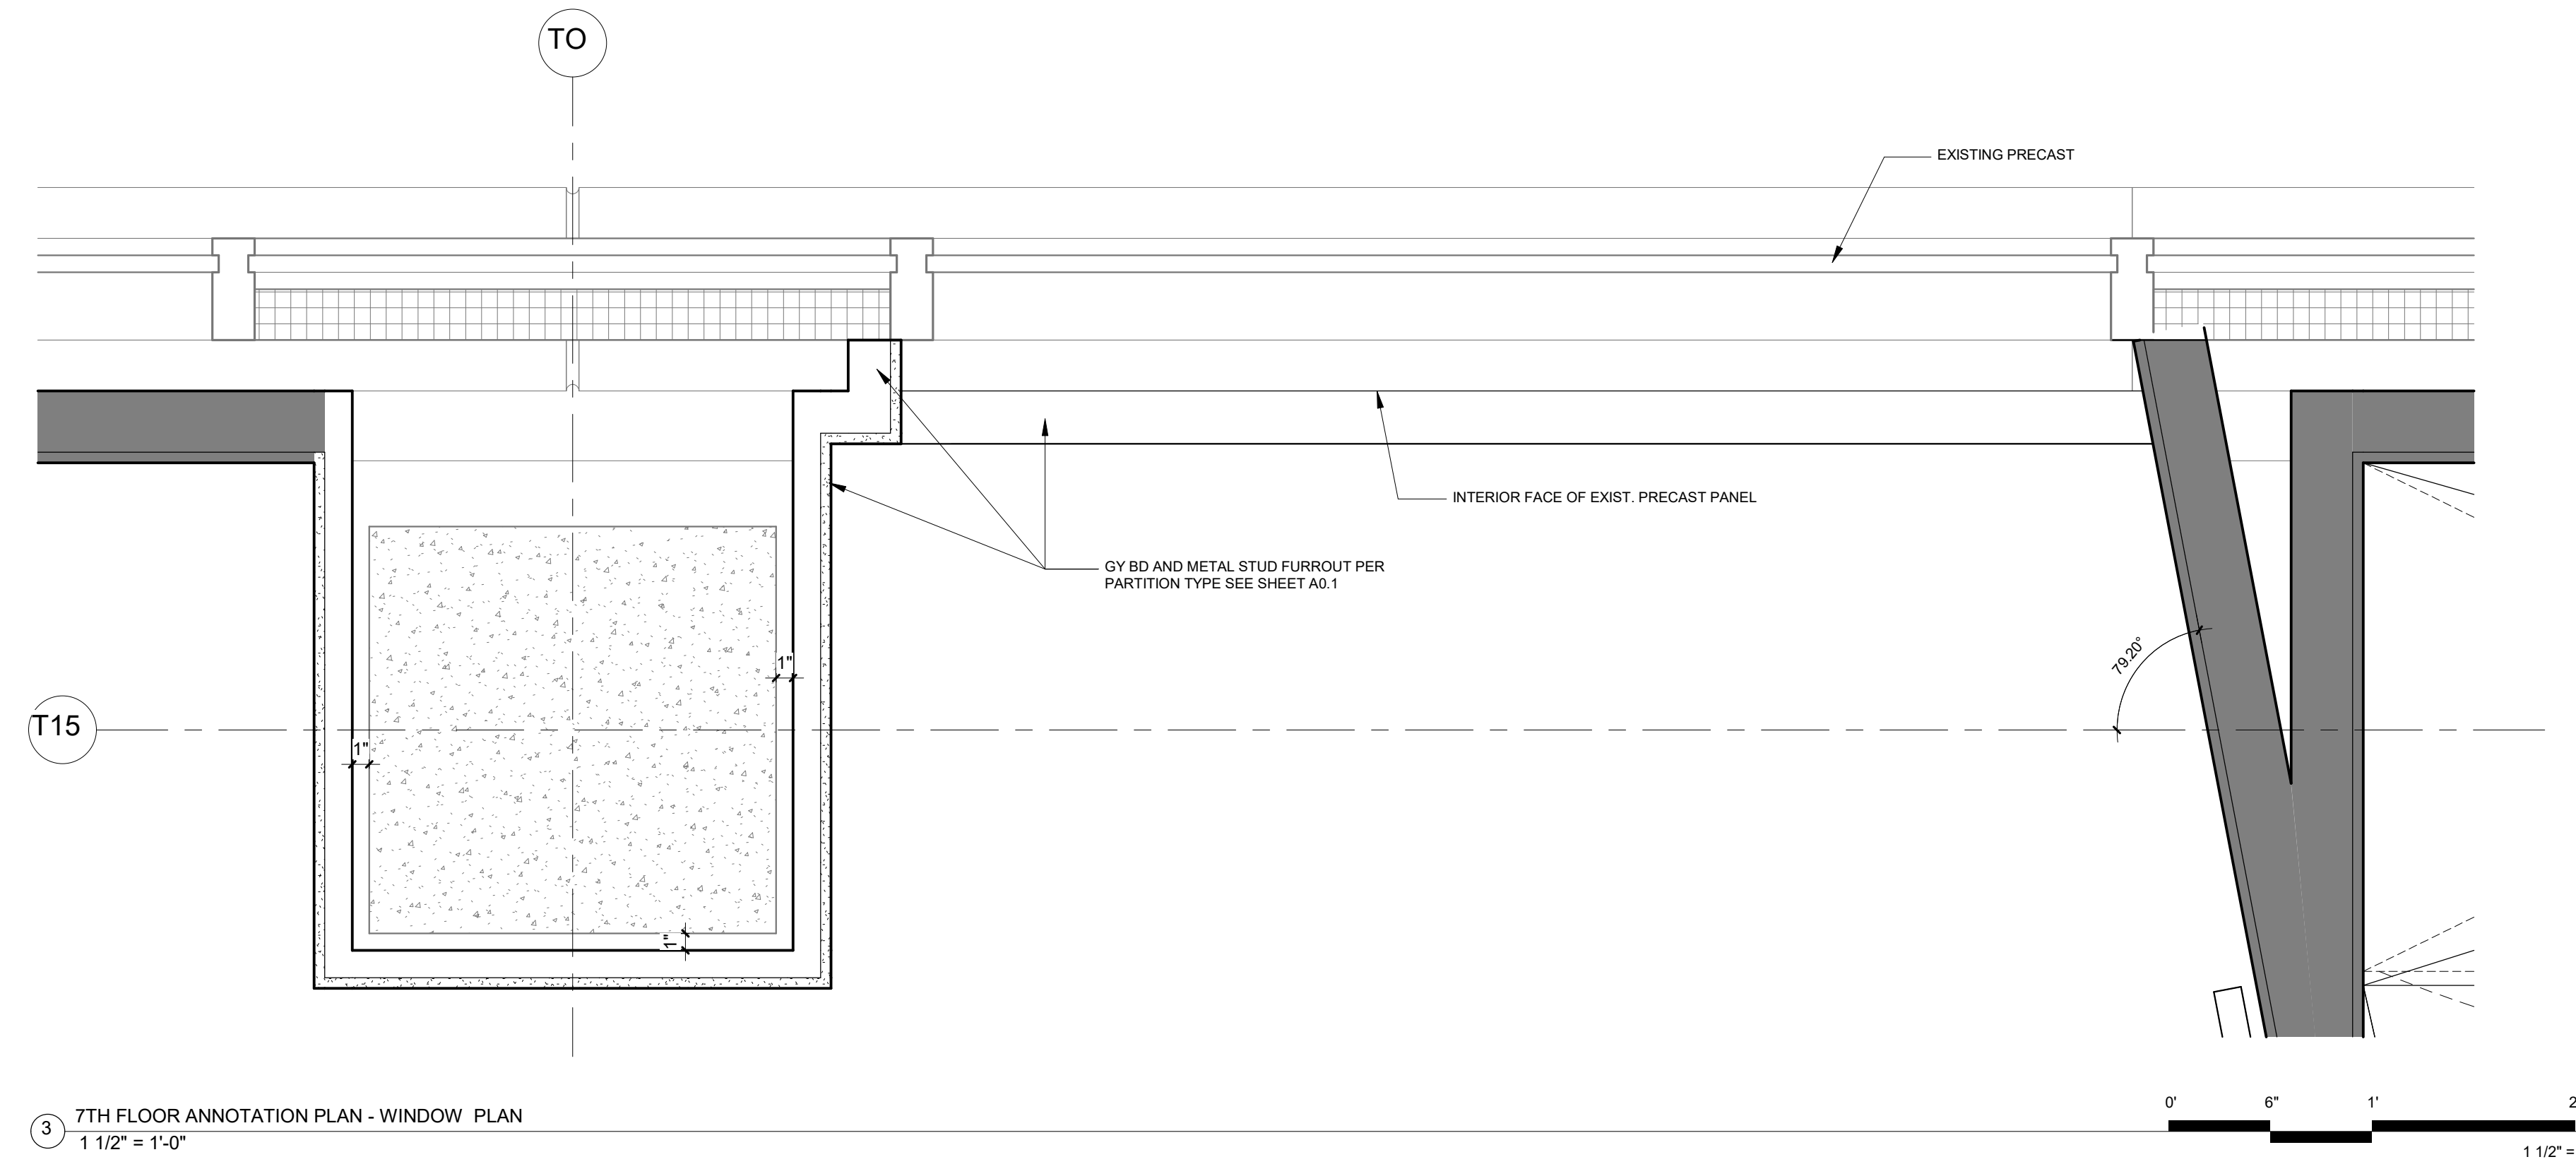 TO
EXISTING PRECAST
INTERIOR FACE OF EXIST. PRECAST PANEL
GY BD AND METAL STUD FURROUT PER
PARTITION TYPE SEE SHEET A0.1
79.20°
1"
T15
1"
1"
3
7TH FLOOR ANNOTATION PLAN - WINDOW PLAN
1 1/2" = 1'-0"
0' 6" 1' 2
1 1/2" =